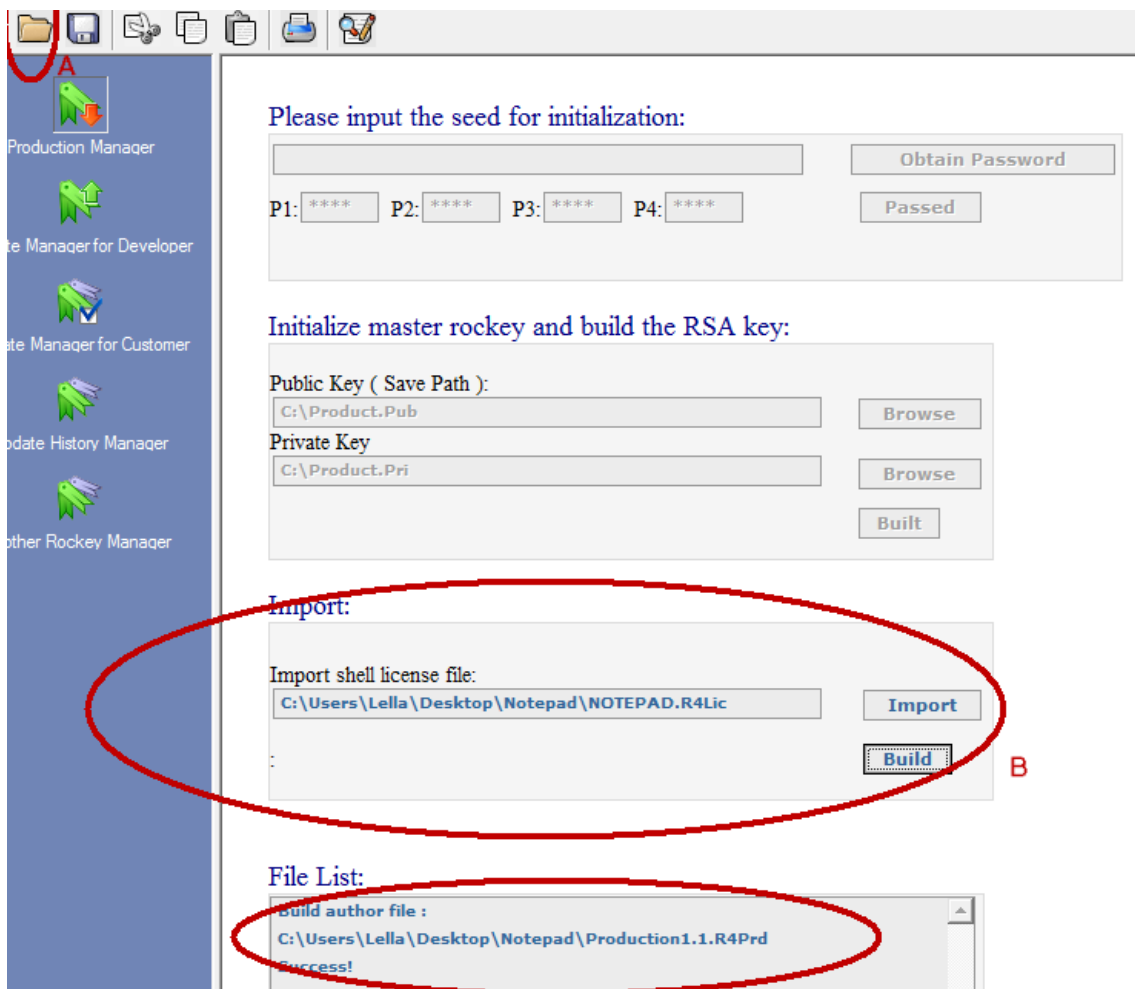 A
Production Manager
te Manager for Developer
ate Manager for Customer
pdate History Manager
other Rockey Manager
Please input the seed for initialization:
Obtain Password
P1: **** P2: **** P3: **** P4: **** Passed
Initialize master rockey and build the RSA key:
Public Key ( Save Path ):
C:\Product.Pub Browse
Private Key
C:\Product.Pri Browse
Built
Import:
Import shell license file:
C:\Users\Lella\Desktop\Notepad\NOTEPAD.R4Lic Import
: Build B
File List:
Build author file :
C:\Users\Lella\Desktop\Notepad\Production1.1.R4Prd
Success!